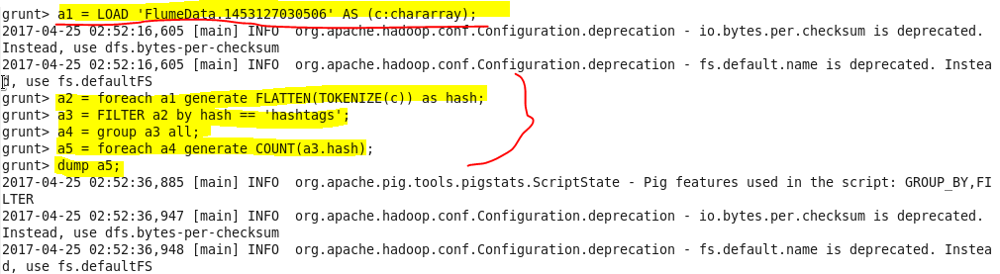 grunt> a1 = LOAD 'FlumeData.1453127030506' AS (c:chararray);
2017-04-25 02:52:16,605 [main] INFO  org.apache.hadoop.conf.Configuration.deprecation - io.bytes.per.checksum is deprecated.
Instead, use dfs.bytes-per-checksum
2017-04-25 02:52:16,605 [main] INFO  org.apache.hadoop.conf.Configuration.deprecation - fs.default.name is deprecated. Instea
d, use fs.defaultFS
grunt> a2 = foreach a1 generate FLATTEN(TOKENIZE(c)) as hash;
grunt> a3 = FILTER a2 by hash == 'hashtags';
grunt> a4 = group a3 all;
grunt> a5 = foreach a4 generate COUNT(a3.hash);
grunt> dump a5;
2017-04-25 02:52:36,885 [main] INFO  org.apache.pig.tools.pigstats.ScriptState - Pig features used in the script: GROUP_BY,FI
LTER
2017-04-25 02:52:36,947 [main] INFO  org.apache.hadoop.conf.Configuration.deprecation - io.bytes.per.checksum is deprecated.
Instead, use dfs.bytes-per-checksum
2017-04-25 02:52:36,948 [main] INFO  org.apache.hadoop.conf.Configuration.deprecation - fs.default.name is deprecated. Instea
d, use fs.defaultFS